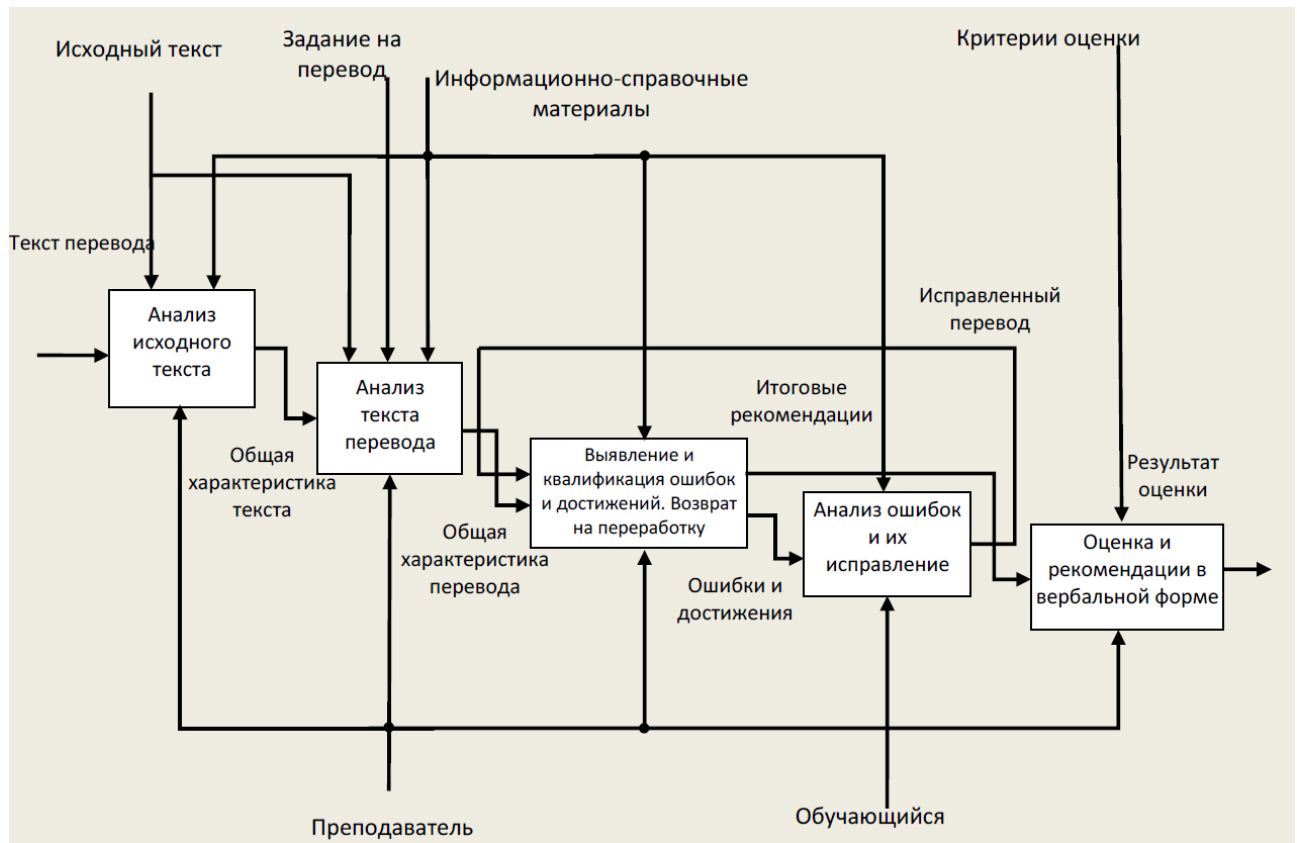 Исходный текст
Задание на
перевод
Информационно-справочные
материалы
Критерии оценки
Текст перевода
Анализ
исходного
текста
Общая
характеристика
текста
Анализ
текста
перевода
Общая
характеристика
перевода
Выявление и
квалификация ошибок
и достижений. Возврат
на переработку
Ошибки и
достижения
Итоговые
рекомендации
Исправленный
перевод
Анализ ошибок
и их
исправление
Результат
оценки
Оценка и
рекомендации в
вербальной форме
Преподаватель
Обучающийся